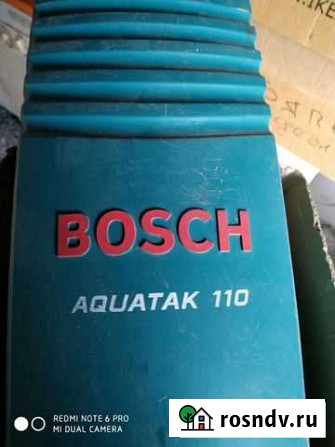 BOSCH
AQUATAK 110
REDMI NOTE 6 PRO
MI DUAL CAMERA
rosndv.ru